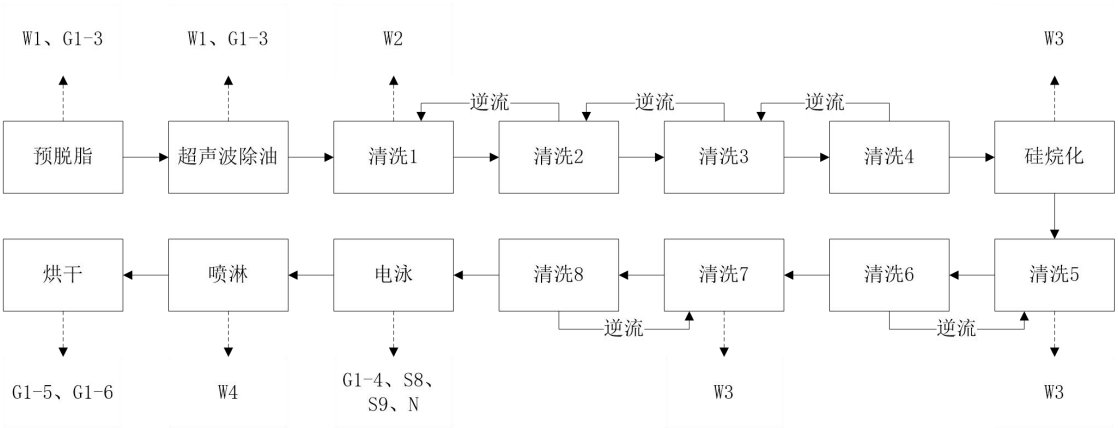 W1、G1-3
W1、G1-3
W2
W3
逆流
逆流
逆流
预脱脂
超声波除油
清洗1
清洗2
清洗3
清洗4
硅烷化
烘干
喷淋
电泳
清洗8
清洗7
清洗6
清洗5
逆流
逆流
G1-5、G1-6
W4
G1-4、S8、
S9、N
W3
W3